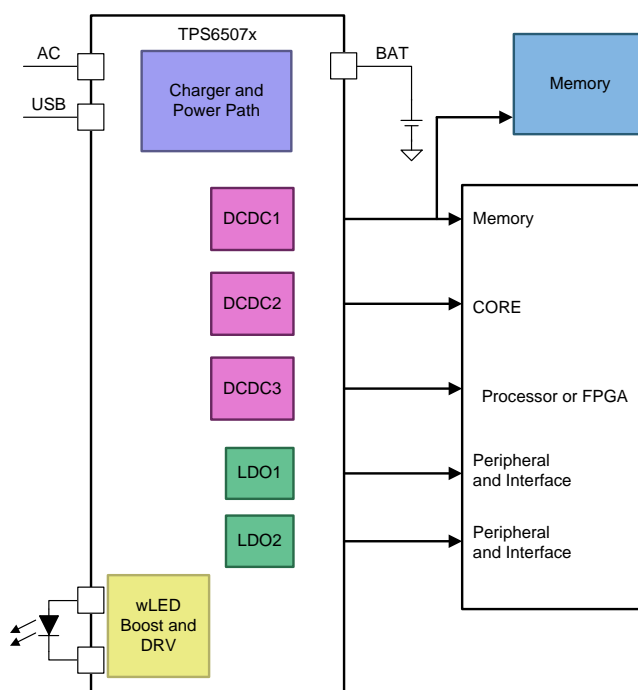 TPS6507x
AC
USB
BAT
Charger and
Power Path
Memory
DCDC1
Memory
DCDC2
CORE
DCDC3
Processor or FPGA
LDO1
Peripheral
and Interface
LDO2
Peripheral
and Interface
wLED
Boost and
DRV